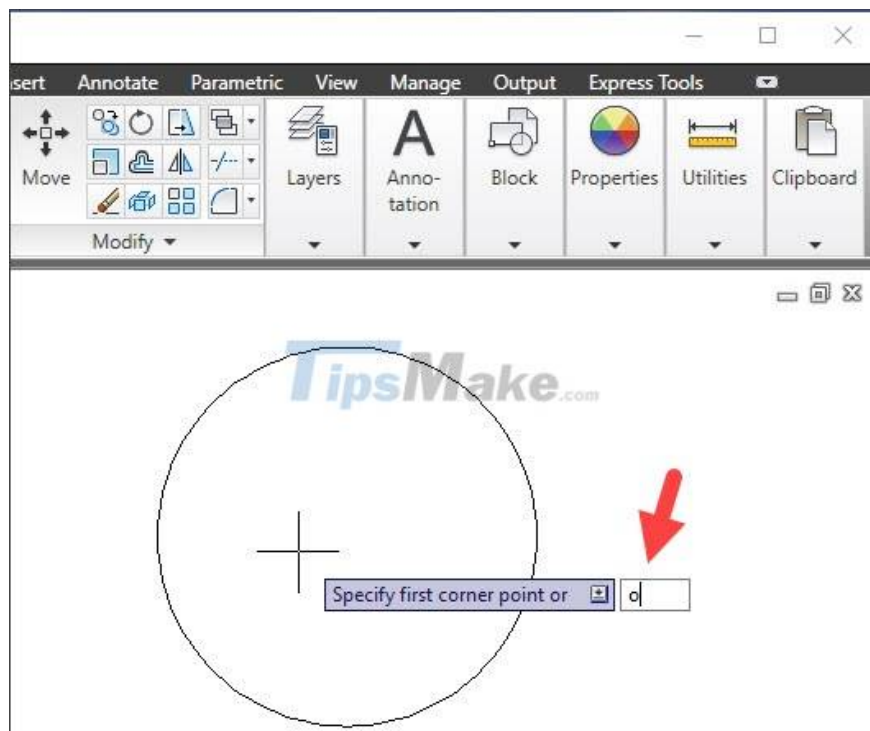 sert Annotate Parametric View Manage Output Express Tools
Move
Layers
Anno-
tation
Block
Properties
Utilities
Clipboard
Modify
TipsMake.com
Specify first corner point or
o